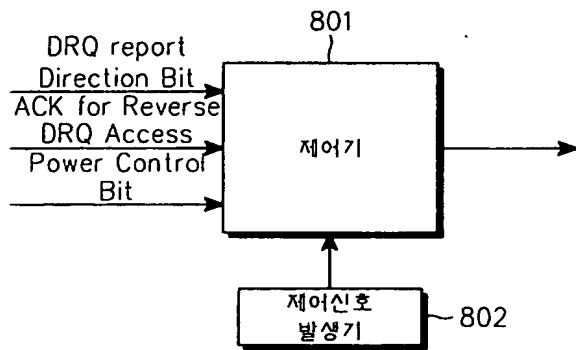 801
DRQ report
Direction Bit
ACK for Reverse
DRQ Access
Power Control
Bit
제어기
제어신호
발생기
802